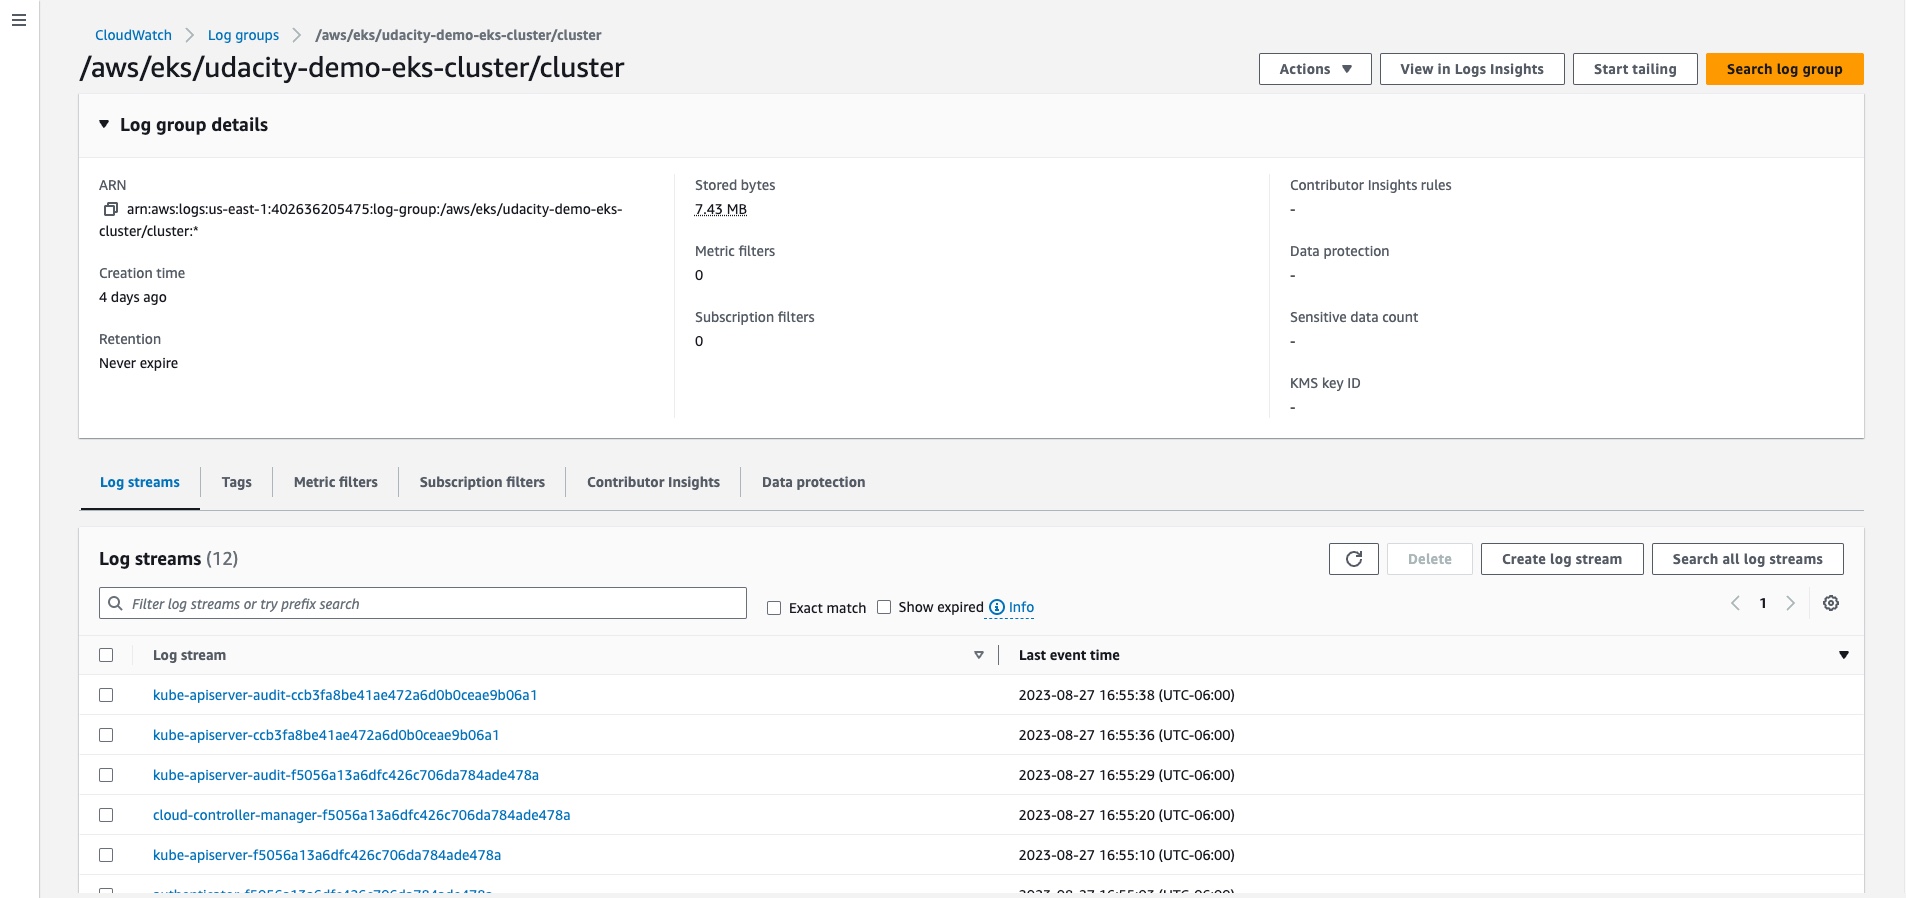 CloudWatch
Log groups
/aws/eks/udacity-demo-eks-cluster/cluster
/aws/eks/udacity-demo-eks-cluster/cluster
Actions
View in Logs Insights
Start tailing
Search log group
Log group details
ARN
arn:aws:logs:us-east-1:402636205475:log-group:/aws/eks/udacity-demo-eks-
cluster/cluster:*
Creation time
4 days ago
Retention
Never expire
Stored bytes
7.43 MB
Metric filters
0
Subscription filters
0
Contributor Insights rules
-
Data protection
-
Sensitive data count
-
KMS key ID
-
Log streams
Tags
Metric filters
Subscription filters
Contributor Insights
Data protection
Log streams (12)
Delete
Create log stream
Search all log streams
Filter log streams or try prefix search
Exact match
Show expired
Info
1
Log stream
Last event time
kube-apiserver-audit-ccb3fa8be41ae472a6d0b0ceae9b06a1
2023-08-27 16:55:38 (UTC-06:00)
kube-apiserver-ccb3fa8be41ae472a6d0b0ceae9b06a1
2023-08-27 16:55:36 (UTC-06:00)
kube-apiserver-audit-f5056a13a6dfc426c706da784ade478a
2023-08-27 16:55:29 (UTC-06:00)
cloud-controller-manager-f5056a13a6dfc426c706da784ade478a
2023-08-27 16:55:20 (UTC-06:00)
kube-apiserver-f5056a13a6dfc426c706da784ade478a
2023-08-27 16:55:10 (UTC-06:00)